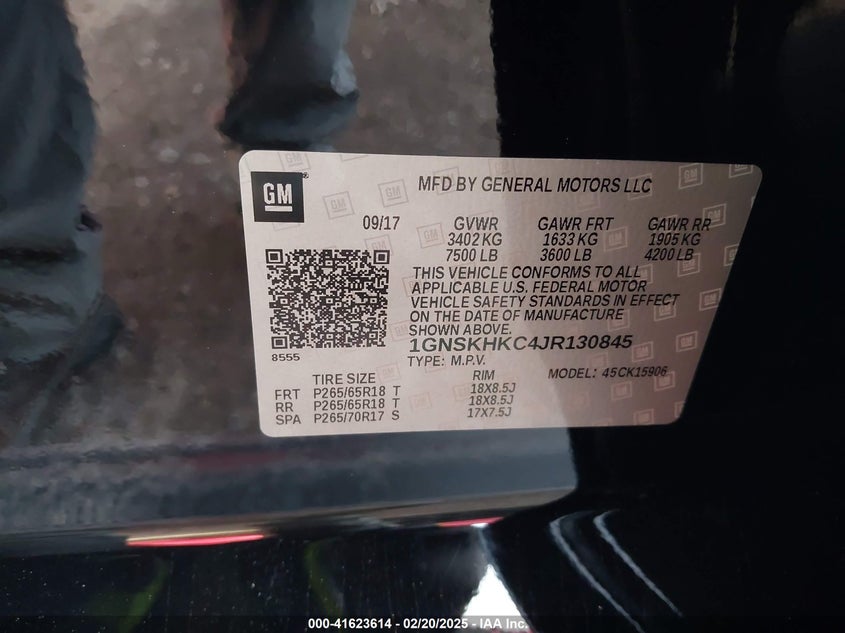 GM
MFD BY GENERAL MOTORS LLC
09/17 GVWR GAWR FRT GAWR RR
3402 KG 1633 KG 1905 KG
7500 LB 3600 LB 4200 LB
THIS VEHICLE CONFORMS TO ALL
APPLICABLE U.S. FEDERAL MOTOR
VEHICLE SAFETY STANDARDS IN EFFECT
ON THE DATE OF MANUFACTURE
SHOWN ABOVE.
8555
1GNSKHKC4JR130845
TYPE: M.P.V. MODEL: 45CK15906
TIRE SIZE RIM
FRT P265/65R18 T 18X8.5J
RR P265/65R18 T 18X8.5J
SPA P265/70R17 S 17X7.5J
000-41623614 - 02/20/2025 - IAA Inc.